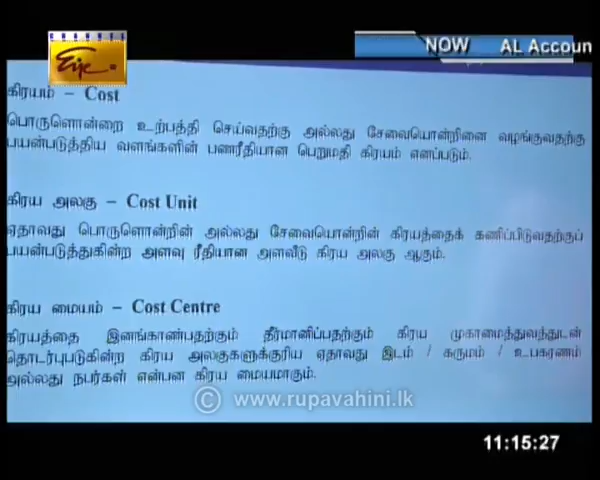 CHANNEL
Eye
NOW AL Accoun
கிரயம் – Cost
பொருளொன்றை உற்பத்தி செய்வதற்கு அல்லது சேவையொன்றினை வழங்குவதற்கு
பயன்படுத்திய வளங்களின் பணரீதியான பெறுமதி கிரயம் எனப்படும்.
கிரய அலகு – Cost Unit
ஏதாவது பொருளொன்றின் அல்லது சேவையொன்றின் கிரயத்தைக் கணிப்பிடுவதற்குப்
பயன்படுத்துகின்ற அளவு ரீதியான அளவீடு கிரய அலகு ஆகும்.
கிரய மையம் – Cost Centre
கிரயத்தை இனங்காண்பதற்கும் தீர்மானிப்பதற்கும் கிரய முகாமைத்துவத்துடன்
தொடர்புபடுகின்ற கிரய அலகுகளுக்குரிய ஏதாவது இடம் / கருமம் / உபகரணம்
அல்லது நபர்கள் என்பன கிரய மையமாகும்.
© www.rupavahini.lk
11:15:27